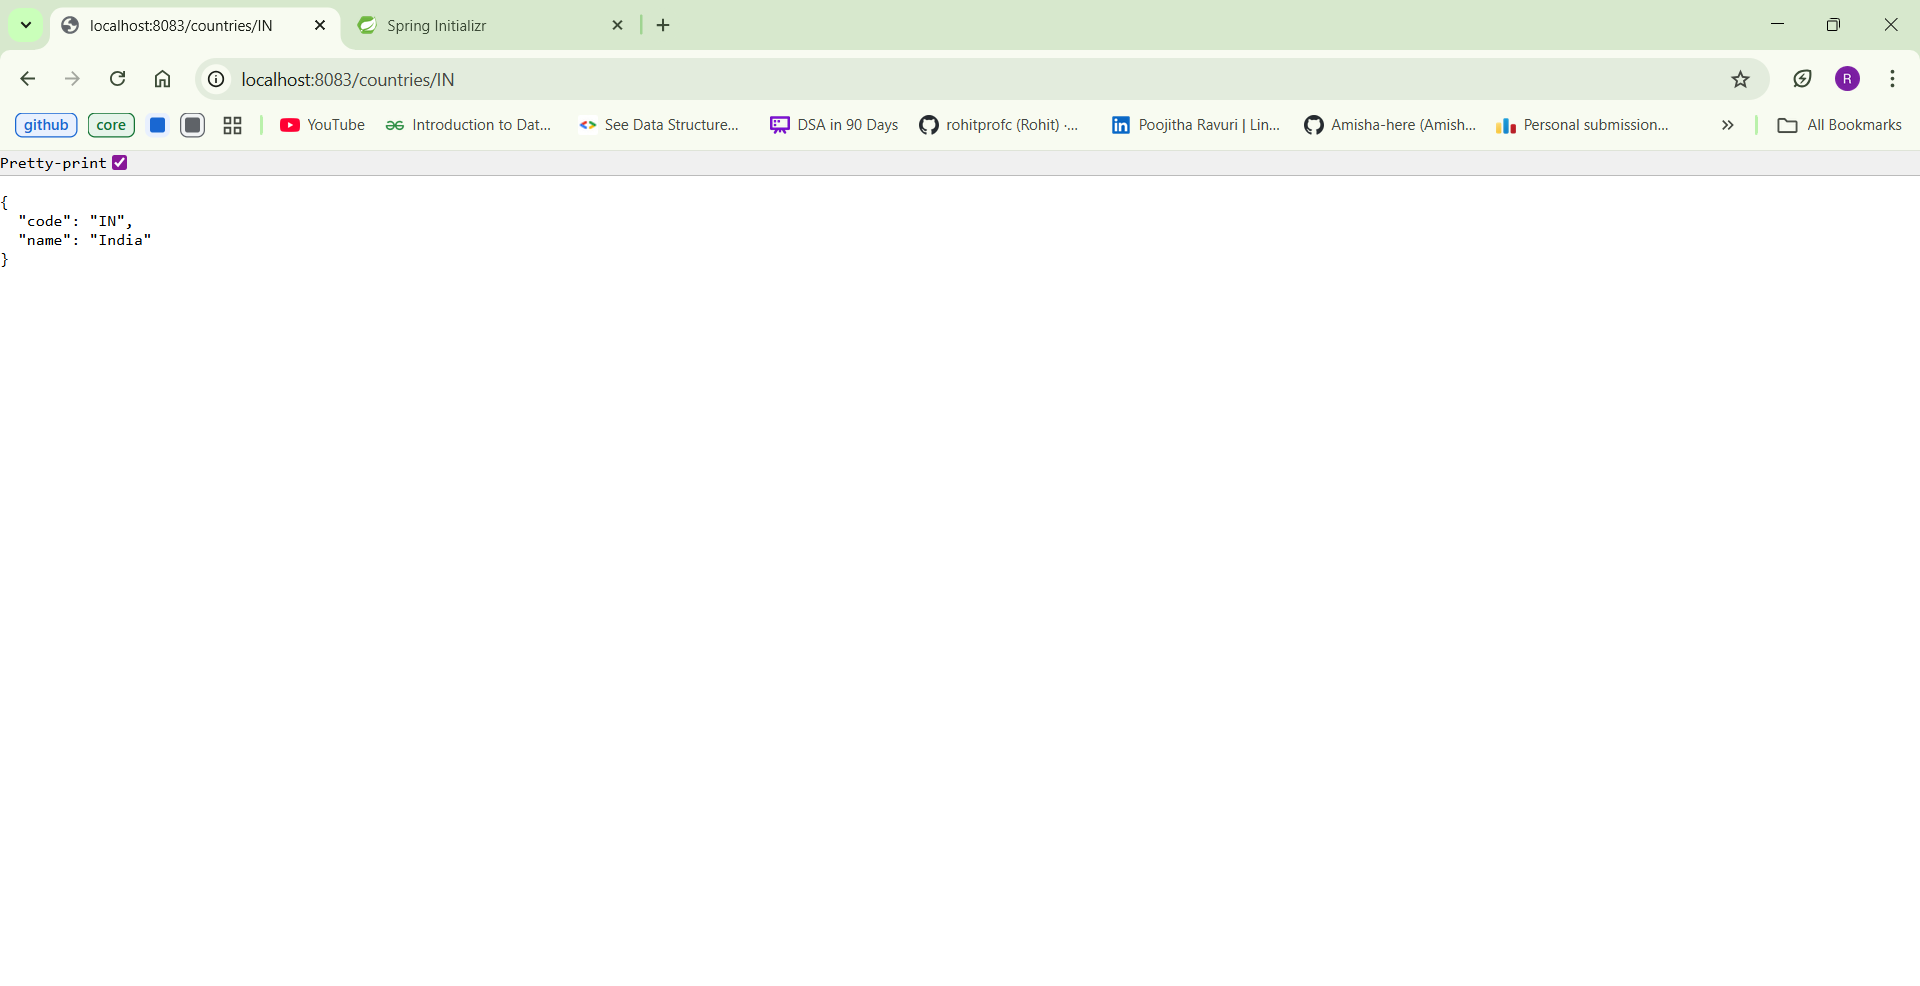 localhost:8083/countries/IN
Spring Initializr
localhost:8083/countries/IN
R
github
core
YouTube
Introduction to Dat...
See Data Structure...
DSA in 90 Days
rohitprofc (Rohit) ·...
Poojitha Ravuri | Lin...
Amisha-here (Amish...
Personal submission...
All Bookmarks
Pretty-print
{
  "code": "IN",
  "name": "India"
}